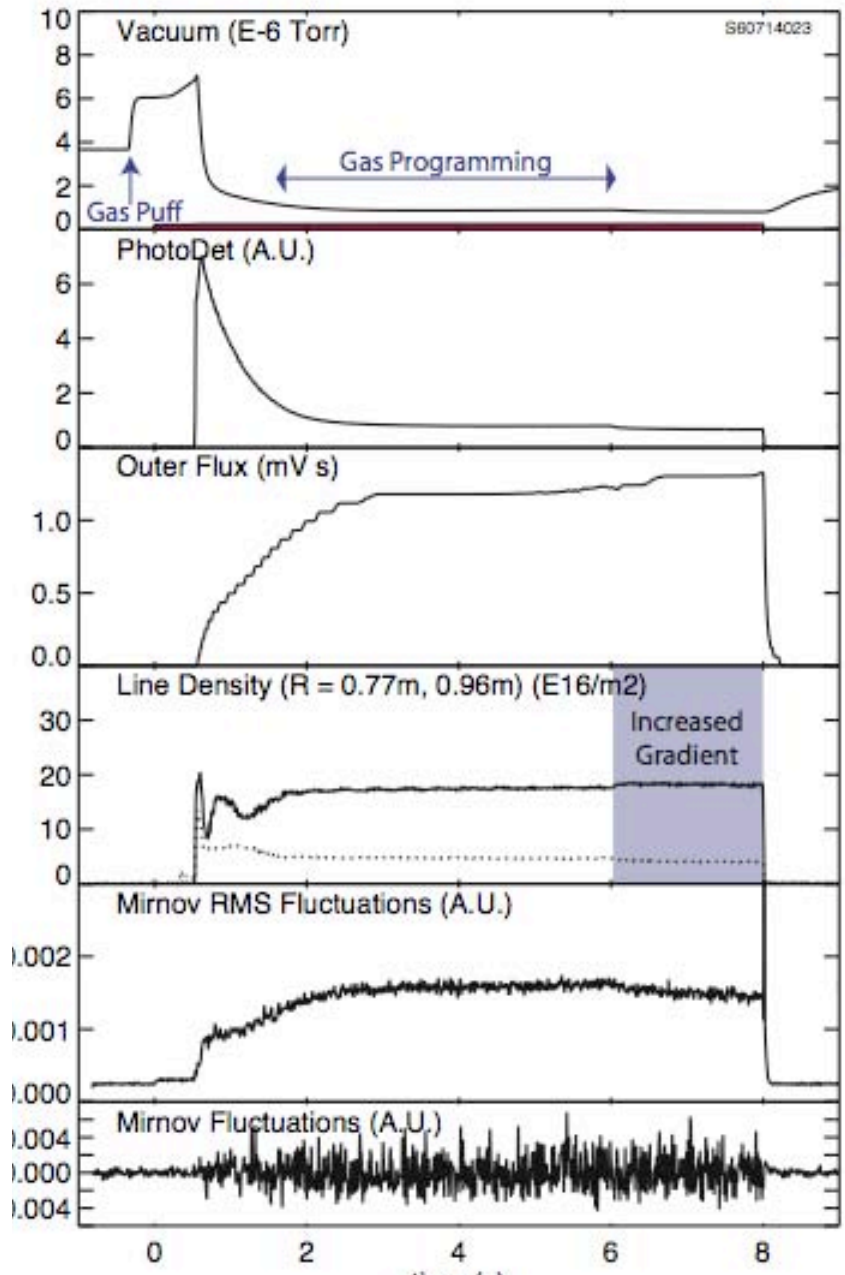 10
Vacuum (E-6 Torr)
S60714023
8
6
4
Gas Programming
2
Gas Puff
0
PhotoDet (A.U.)
6
4
2
0
Outer Flux (mV s)
1.0
0.5
0.0
Line Density (R = 0.77m, 0.96m) (E16/m2)
30
Increased
Gradient
20
10
0
Mirnov RMS Fluctuations (A.U.)
.002
.001
.000
Mirnov Fluctuations (A.U.)
.004
.000
.004
0 2 4 6 8